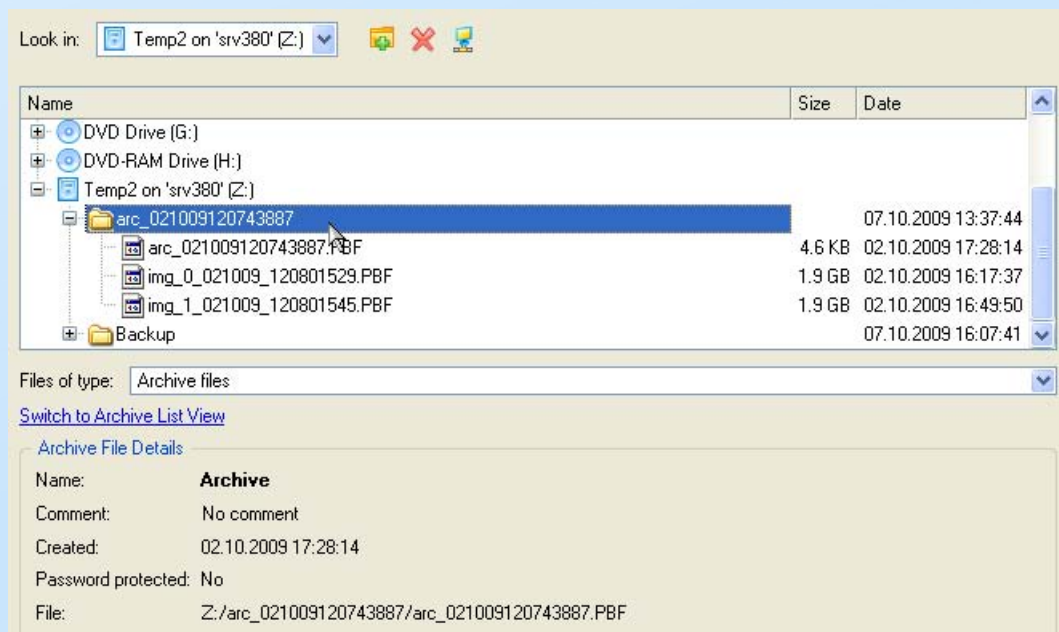 Look in: Temp2 on 'srv380' (Z:)
Name Size Date
DVD Drive (G:)
DVD-RAM Drive (H:)
Temp2 on 'srv380' (Z:)
arc_021009120743887 07.10.2009 13:37:44
arc_021009120743887.PBF 4.6 KB 02.10.2009 17:28:14
img_0_021009_120801529.PBF 1.9 GB 02.10.2009 16:17:37
img_1_021009_120801545.PBF 1.9 GB 02.10.2009 16:49:50
Backup 07.10.2009 16:07:41
Files of type: Archive files
Switch to Archive List View
Archive File Details
Name: Archive
Comment: No comment
Created: 02.10.2009 17:28:14
Password protected: No
File: Z:/arc_021009120743887/arc_021009120743887.PBF